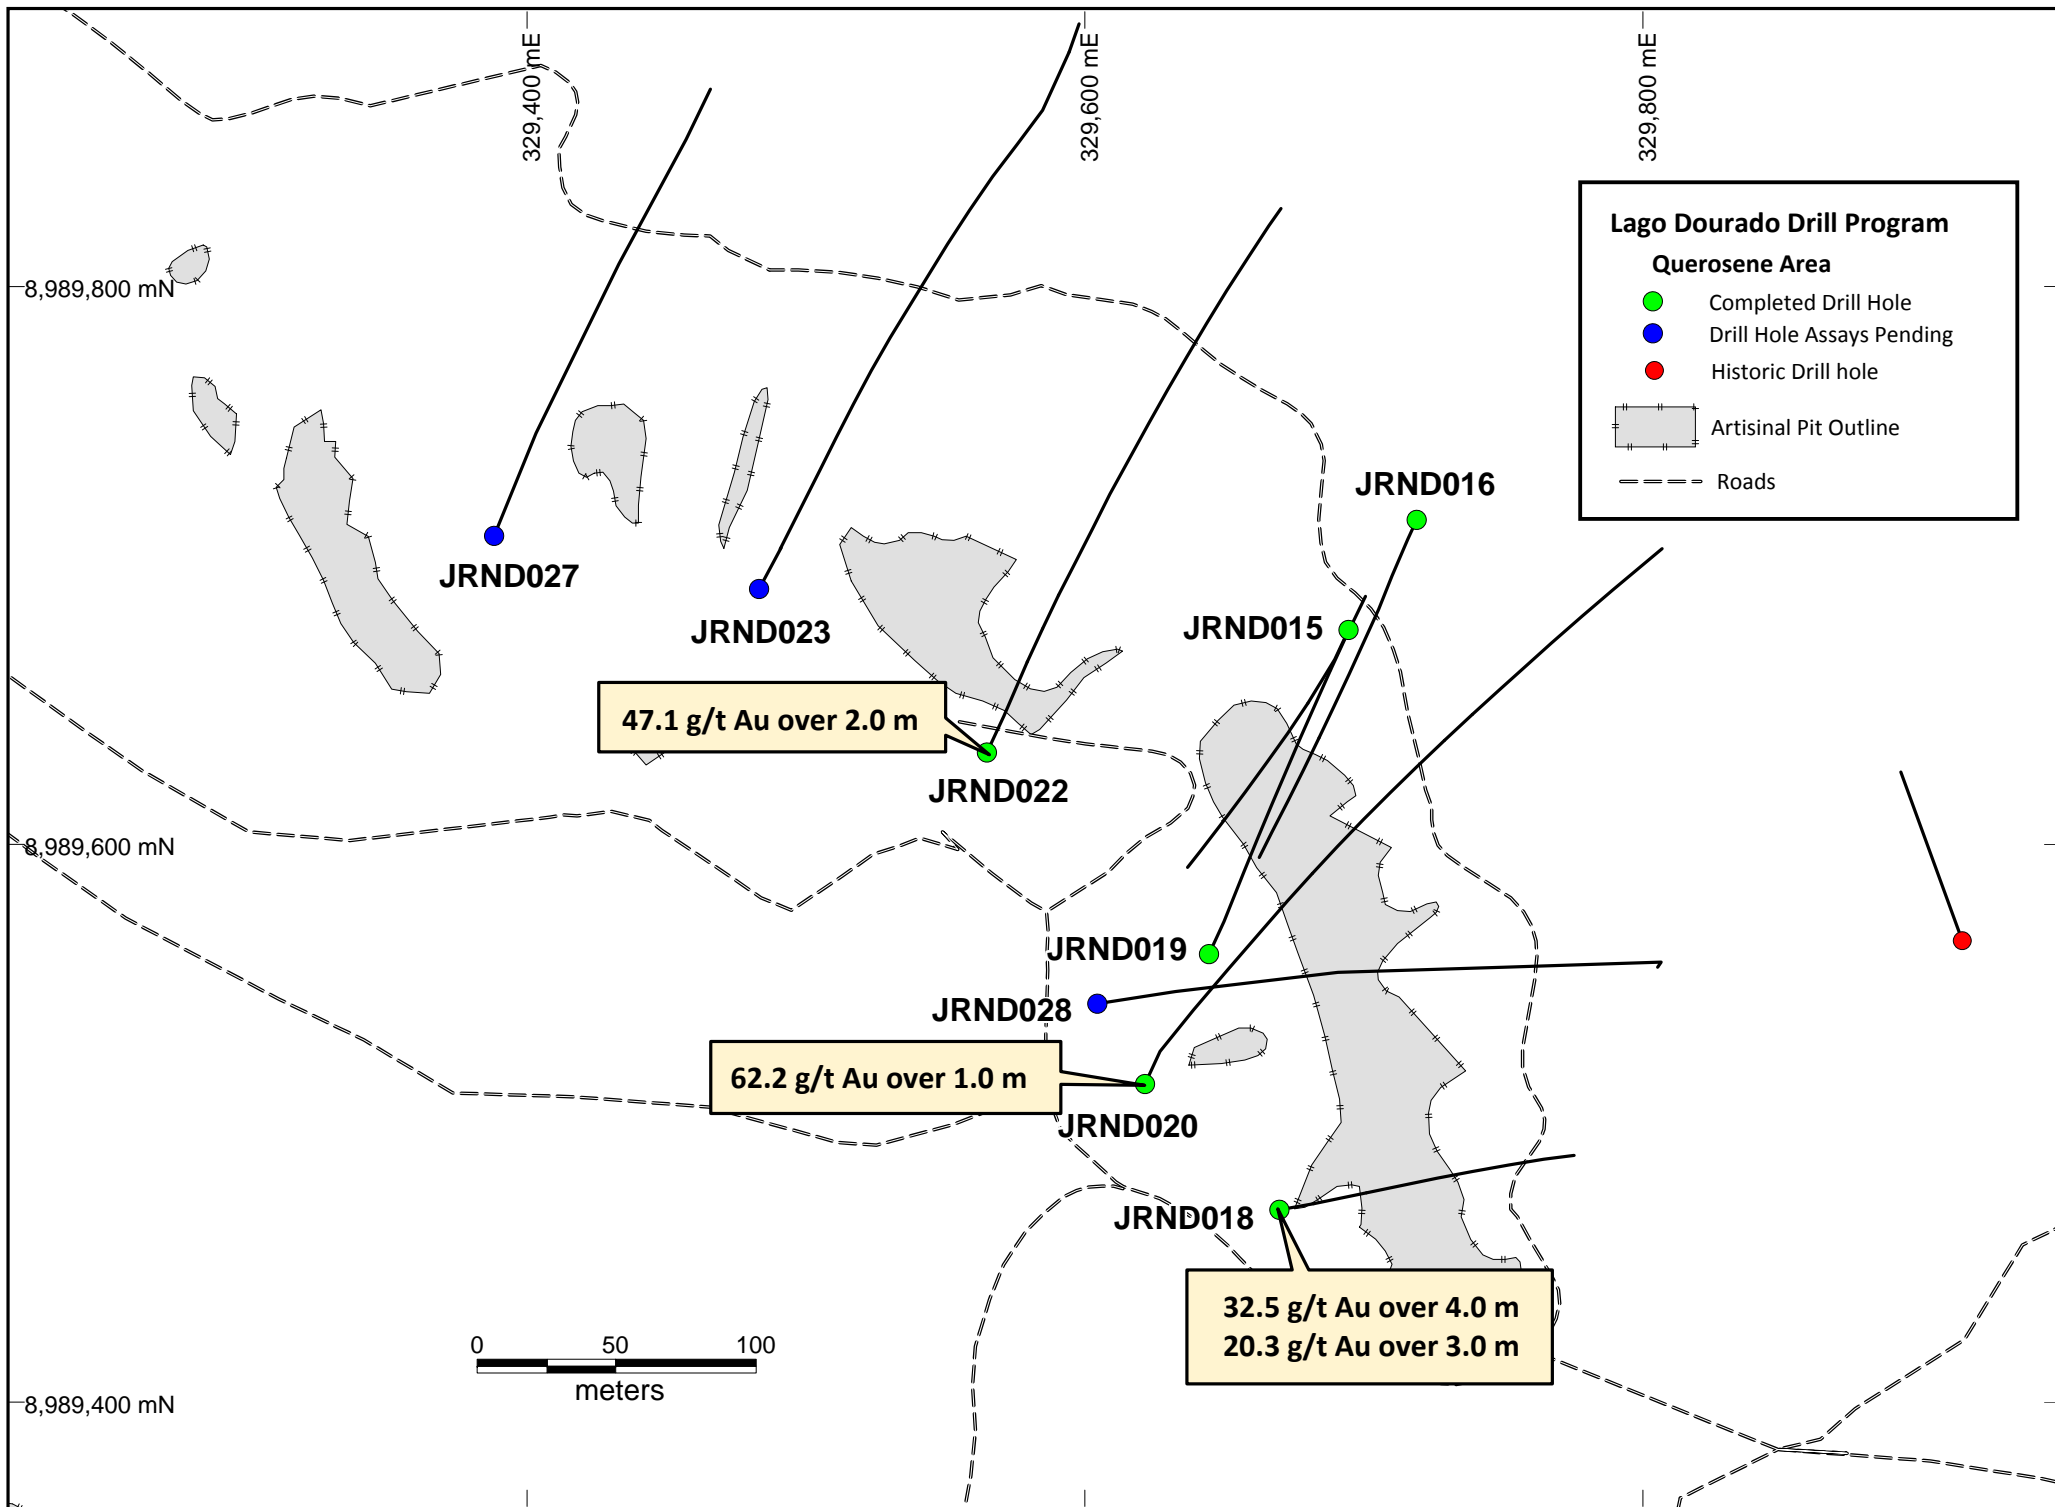 329,400 mE
329,600 mE
329,800 mE
Lago Dourado Drill Program
Querosene Area
Completed Drill Hole
Drill Hole Assays Pending
Historic Drill hole
Artisinal Pit Outline
Roads
8,989,800 mN
JRND016
JRND027
JRND023
JRND015
47.1 g/t Au over 2.0 m
JRND022
8,989,600 mN
JRND019
JRND028
62.2 g/t Au over 1.0 m
JRND020
JRND018
32.5 g/t Au over 4.0 m
20.3 g/t Au over 3.0 m
0 50 100
meters
8,989,400 mN